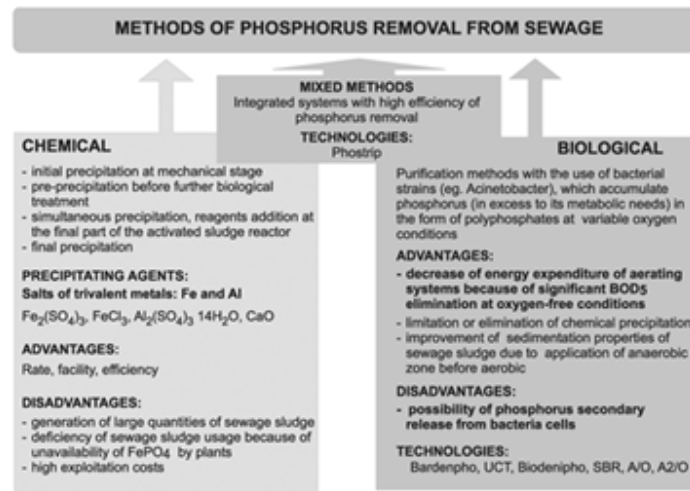 METHODS OF PHOSPHORUS REMOVAL FROM SEWAGE
MIXED METHODS
Integrated systems with high efficiency of
phosphorus removal
TECHNOLOGIES:
Phostrip
CHEMICAL
- initial precipitation at mechanical stage
- pre-precipitation before further biological
treatment
- simultaneous precipitation, reagents addition at
the final part of the activated sludge reactor
- final precipitation
PRECIPITATING AGENTS:
Salts of trivalent metals: Fe and Al
Fe2(SO4)3, FeCl3, Al2(SO4)3 14H2O, CaO
ADVANTAGES:
Rate, facility, efficiency
DISADVANTAGES:
- generation of large quantities of sewage sludge
- deficiency of sewage sludge usage because of
unavailability of FePO4 by plants
- high exploitation costs
BIOLOGICAL
Purification methods with the use of bacterial
strains (eg. Acinetobacter), which accumulate
phosphorus (in excess to its metabolic needs) in
the form of polyphosphates at variable oxygen
conditions
ADVANTAGES:
- decrease of energy expenditure of aerating
systems because of significant BOD5
elimination at oxygen-free conditions
- limitation or elimination of chemical precipitation
- improvement of sedimentation properties of
sewage sludge due to application of anaerobic
zone before aerobic
DISADVANTAGES:
- possibility of phosphorus secondary
release from bacteria cells
TECHNOLOGIES:
Bardenpho, UCT, Biodenipho, SBR, A/O, A2/O